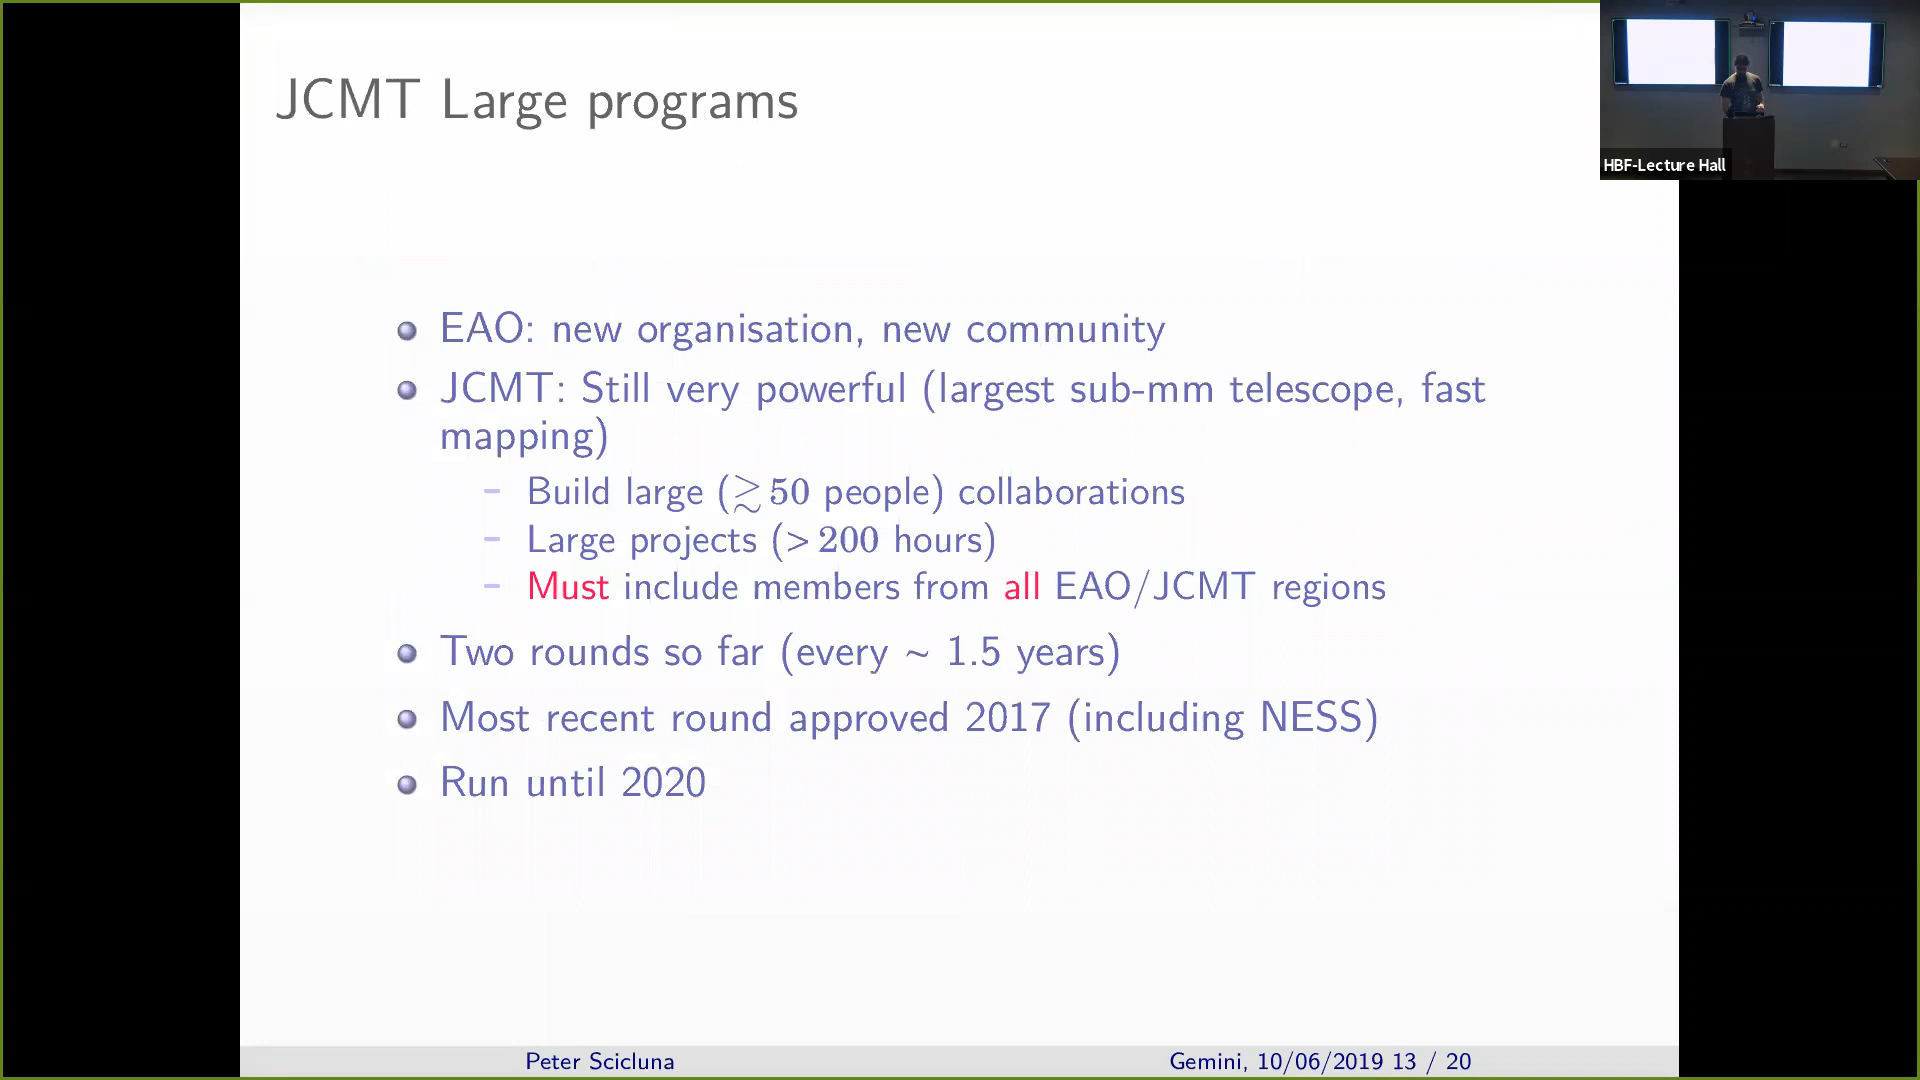 JCMT Large programs
HBF-Lecture Hall
EAO: new organisation, new community
JCMT: Still very powerful (largest sub-mm telescope, fast
mapping)
– Build large (≳ 50 people) collaborations
– Large projects (> 200 hours)
– Must include members from all EAO/JCMT regions
Two rounds so far (every ~ 1.5 years)
Most recent round approved 2017 (including NESS)
Run until 2020
Peter Scicluna
Gemini, 10/06/2019 13 / 20